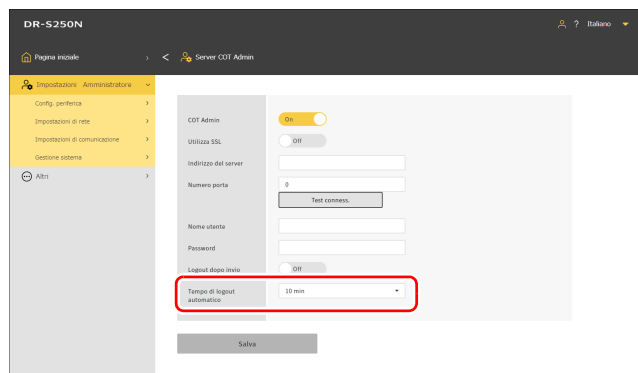 DR-S250N
? Italiano
Pagina iniziale
Server COT Admin
Impostazioni Amministratore
Config. periferica
Impostazioni di rete
Impostazioni di comunicazione
Gestione sistema
Altri
COT Admin On
Utilizza SSL Off
Indirizzo del server
Numero porta 0
Test conness.
Nome utente
Password
Logout dopo invio Off
Tempo di logout automatico 10 min
Salva